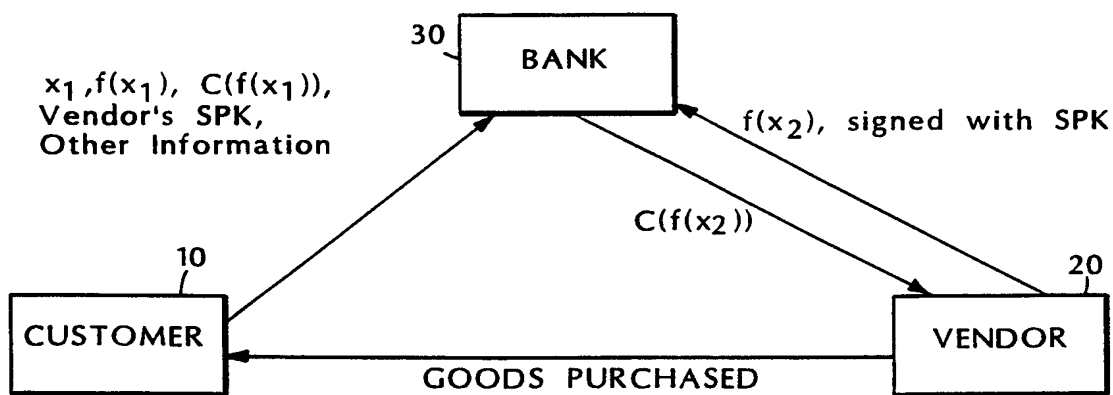 30
BANK
x₁,f(x₁), C(f(x₁)),
Vendor's SPK,
Other Information
f(x₂), signed with SPK
C(f(x₂))
10
CUSTOMER
20
VENDOR
GOODS PURCHASED